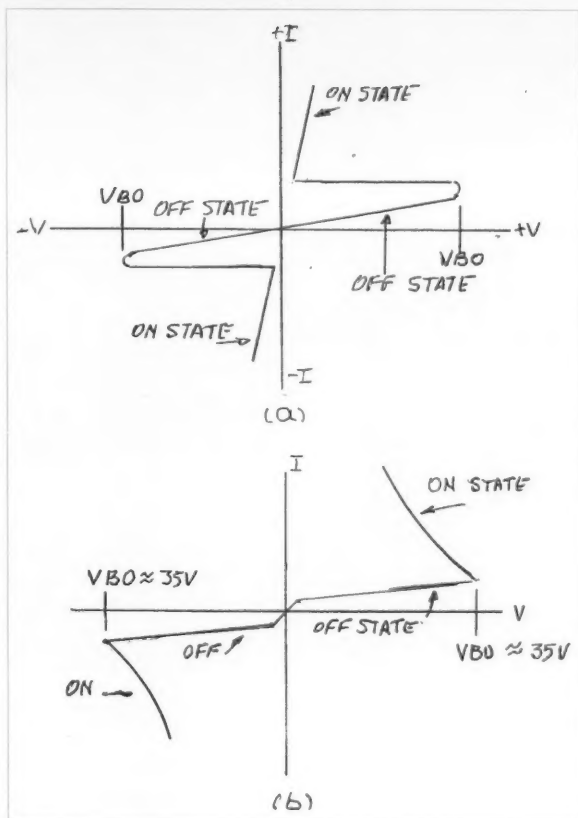 +I
ON STATE
VBO
OFF STATE
-V
+V
VBO
OFF STATE
ON STATE
-I
(a)
I
ON STATE
VBO ≈ 35V
V
OFF STATE
OFF
VBO ≈ 35V
ON
(b)